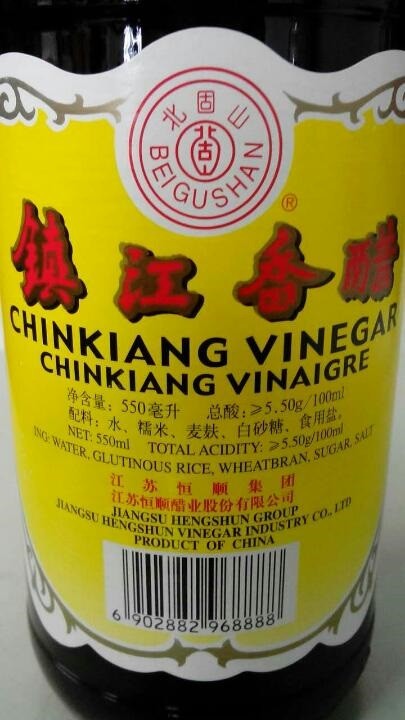 北固山
BEIGUSHAN
®
镇江香醋
CHINKIANG VINEGAR
CHINKIANG VINAIGRE
净含量：550毫升 总酸：≥5.50g/100ml
配料：水、糯米、麦麸、白砂糖、食用盐。
NET: 550ml TOTAL ACIDITY: ≥5.50g/100ml
ING: WATER, GLUTINOUS RICE, WHEATBRAN, SUGAR, SALT
江苏恒顺集团
江苏恒顺醋业股份有限公司
JIANGSU HENGSHUN GROUP
JIANGSU HENGSHUN VINEGAR INDUSTRY CO., LTD
PRODUCT OF CHINA
6 902882 968888